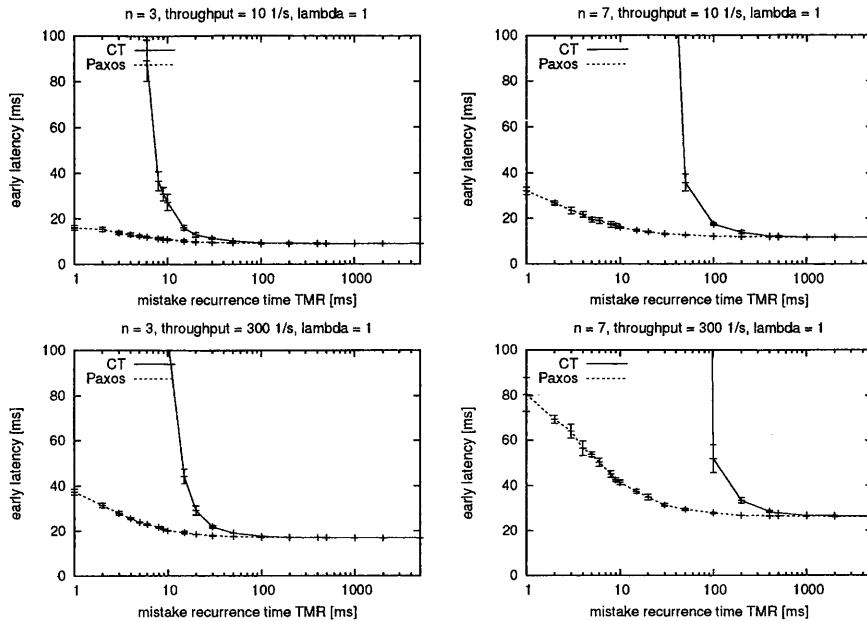 n = 3, throughput = 10 1/s, lambda = 1
100
80
60
40
20
0
early latency [ms]
CT
Paxos
1
10
100
1000
mistake recurrence time TMR [ms]
n = 7, throughput = 10 1/s, lambda = 1
100
80
60
40
20
0
early latency [ms]
CT
Paxos
1
10
100
1000
mistake recurrence time TMR [ms]
n = 3, throughput = 300 1/s, lambda = 1
100
80
60
40
20
0
early latency [ms]
CT
Paxos
1
10
100
1000
mistake recurrence time TMR [ms]
n = 7, throughput = 300 1/s, lambda = 1
100
80
60
40
20
0
early latency [ms]
CT
Paxos
1
10
100
1000
mistake recurrence time TMR [ms]